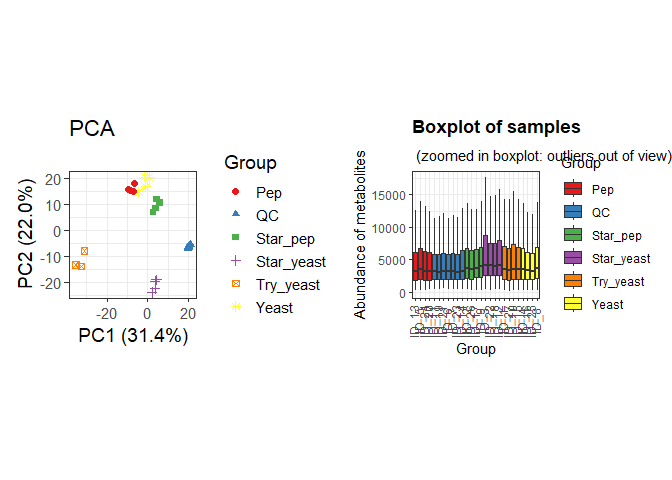 PCA
PC2 (22.0%)
20
10
0
-10
-20
-20
0
20
PC1 (31.4%)
Group
Pep
QC
Star_pep
Star_yeast
Try_yeast
Yeast
Boxplot of samples
(zoomed in boxplot: outliers out of view)
Abundance of metabolites
15000
10000
5000
0
Group
Group
Pep
QC
Star_pep
Star_yeast
Try_yeast
Yeast